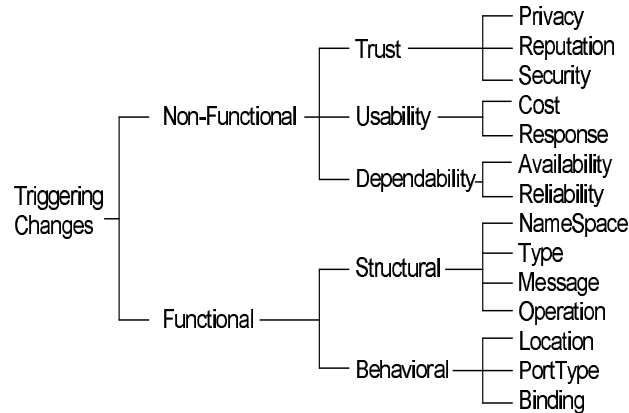 Triggering
Changes
Non-Functional
Trust
Privacy
Reputation
Security
Usability
Cost
Response
Dependability
Availability
Reliability
Functional
Structural
NameSpace
Type
Message
Operation
Behavioral
Location
PortType
Binding